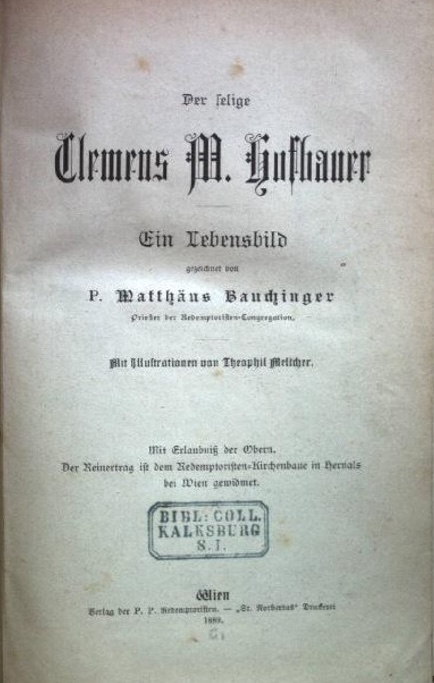 Der selige
Clemens M. Hofbauer
Ein Lebensbild
gezeichnet von
P. Matthäus Bauchinger
Priester der Redemptoristen-Congregation.
Mit Illustrationen von Theophil Melicher.
Mit Erlaubniß der Obern.
Der Reinertrag ist dem Redemptoristen-Kirchenbaue in Hernals
bei Wien gewidmet.
BIBL: COLL.
KALKSBURG
S. I.
Wien
Verlag der P. P. Redemptoristen. — „St. Norbertus" Druckerei